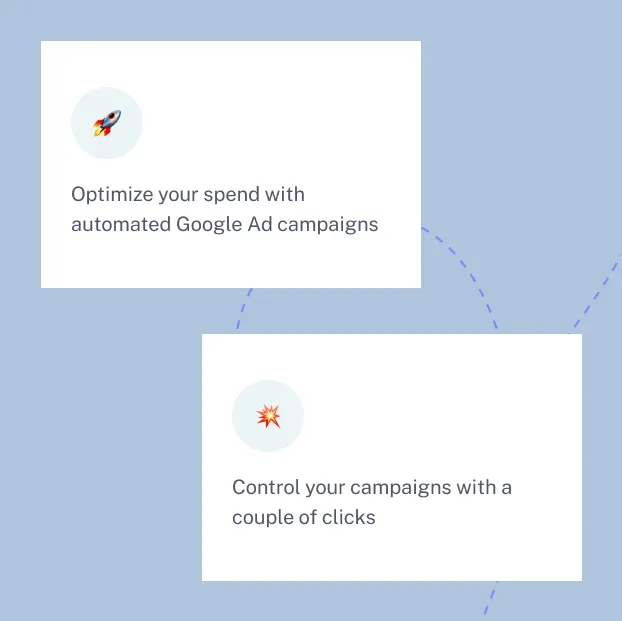 Optimize your spend with
automated Google Ad campaigns
Control your campaigns with a
couple of clicks